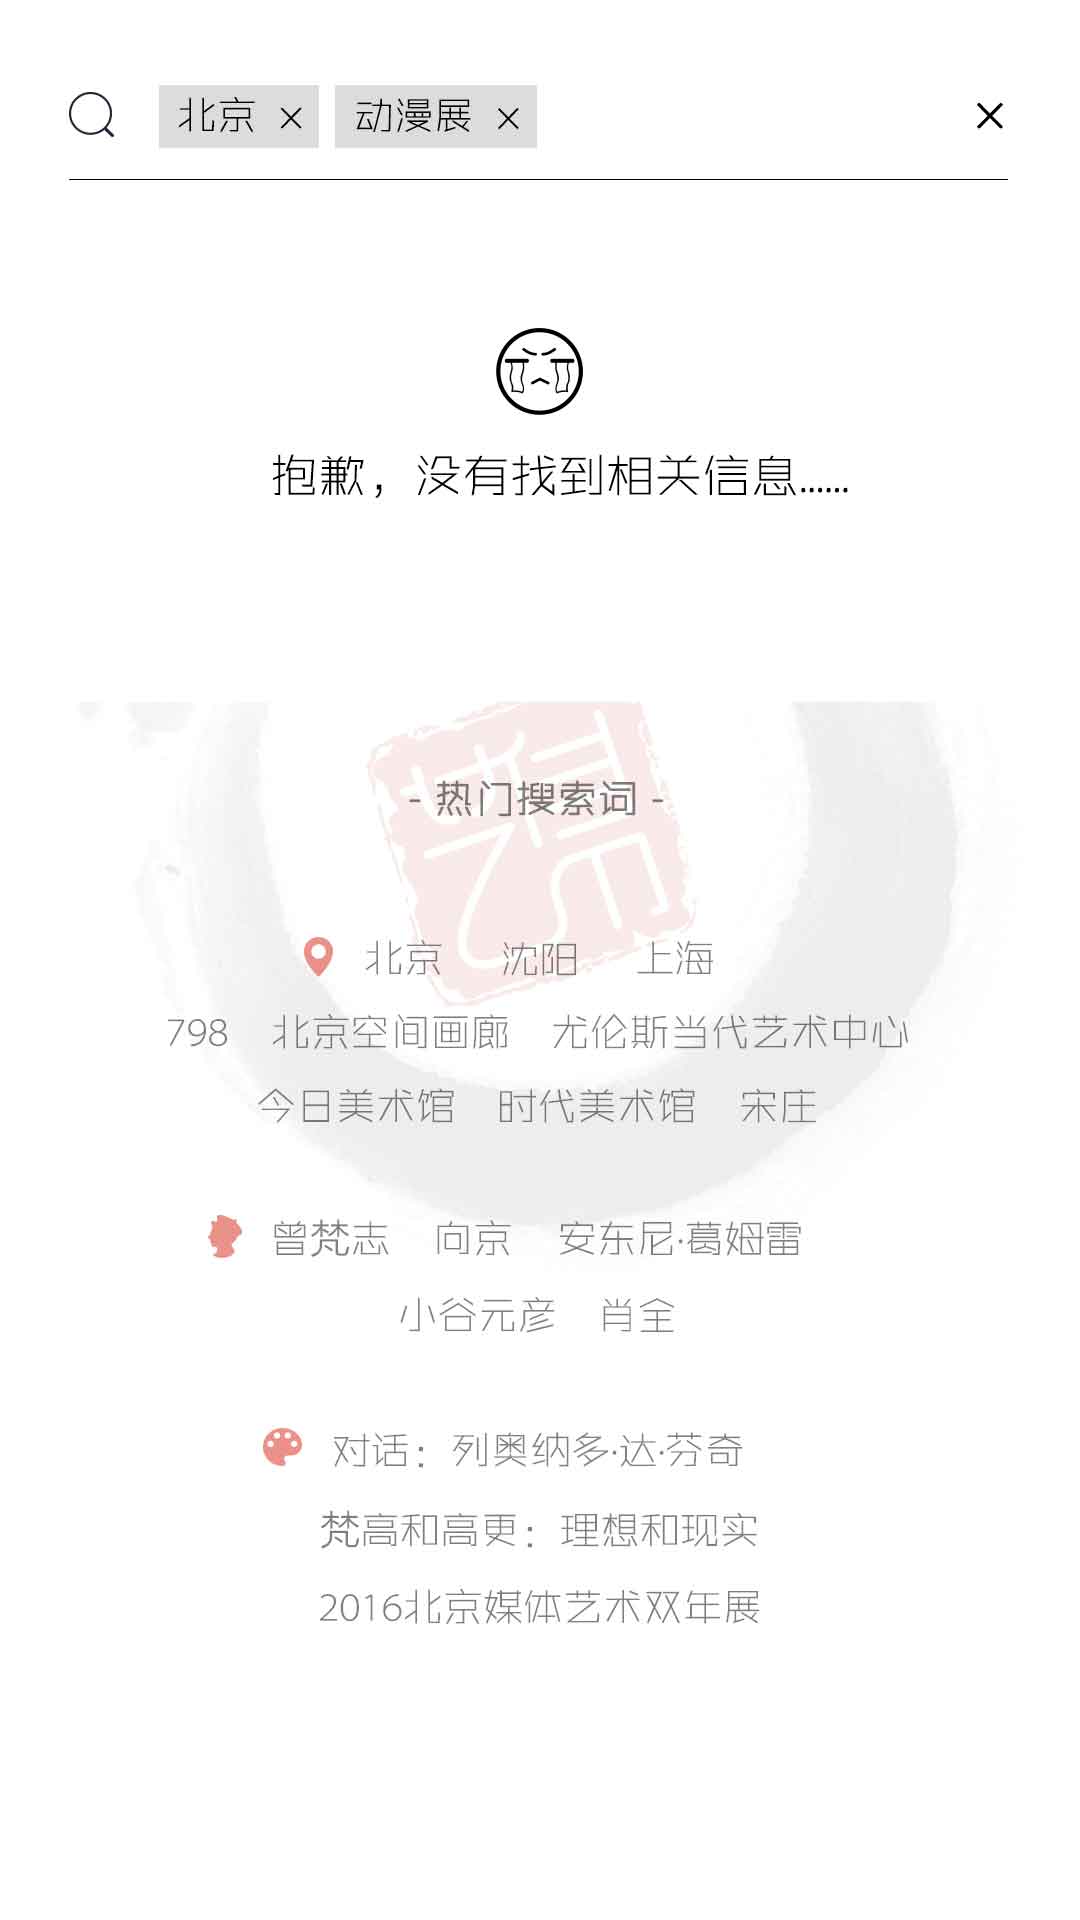 北京 × 动漫展 ×
抱歉，没有找到相关信息......
- 热门搜索词 -
北京 沈阳 上海
798 北京空间画廊 尤伦斯当代艺术中心
今日美术馆 时代美术馆 宋庄
曾梵志 向京 安东尼·葛姆雷
小谷元彦 肖全
对话：列奥纳多·达·芬奇
梵高和高更：理想和现实
2016北京媒体艺术双年展